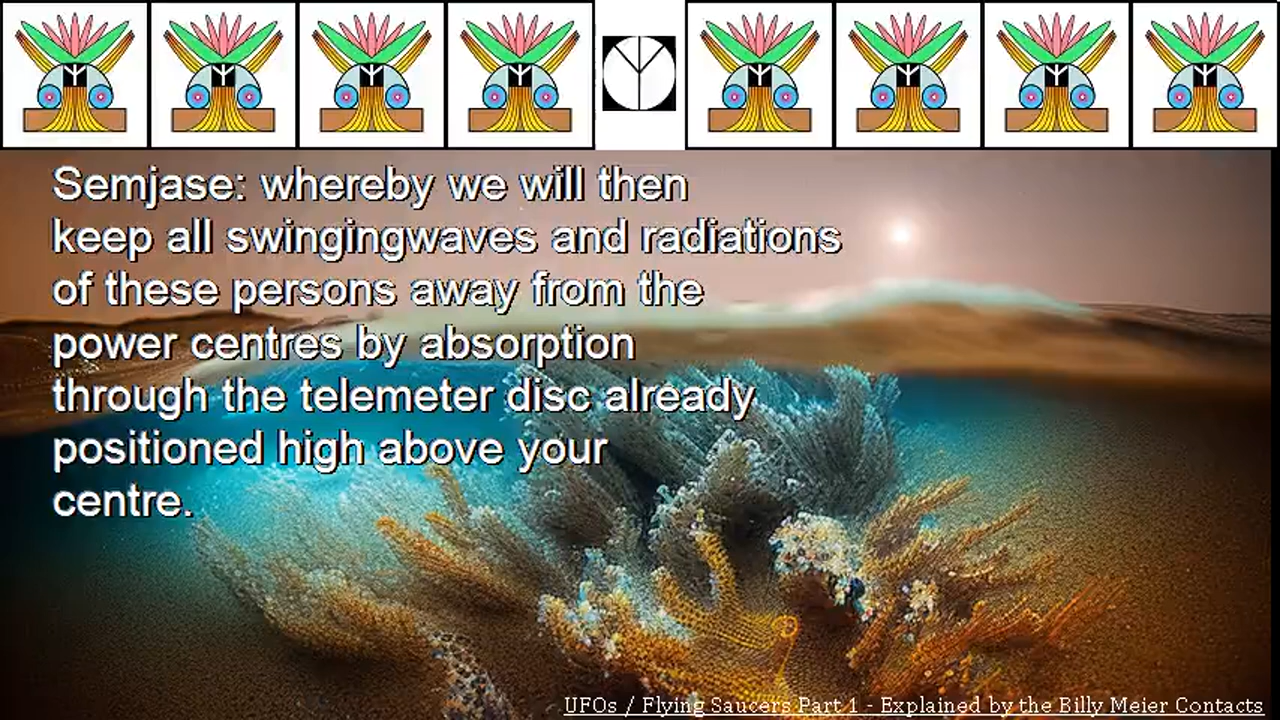 Semjase: whereby we will then
keep all swingingwaves and radiations
of these persons away from the
power centres by absorption
through the telemeter disc already
positioned high above your
centre.
UFOs / Flying Saucers Part 1 - Explained by the Billy Meier Contacts